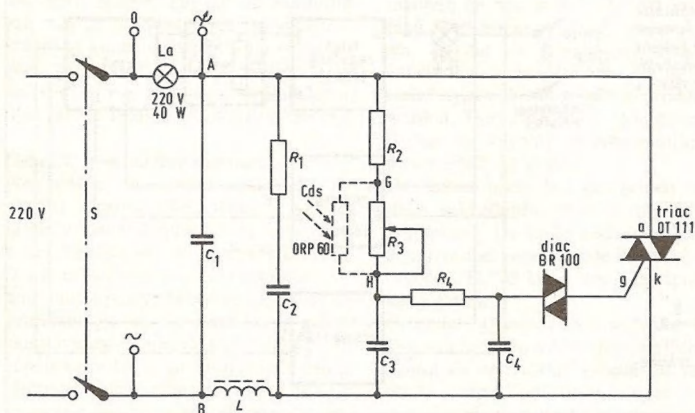 0
~
La
A
220 V
40 W
R1
R2
G
Cds
ORP 60
R3
H
220 V
S
C1
C2
R4
diac
BR 100
a
triac
OT 111
g
k
~
C3
C4
B
L